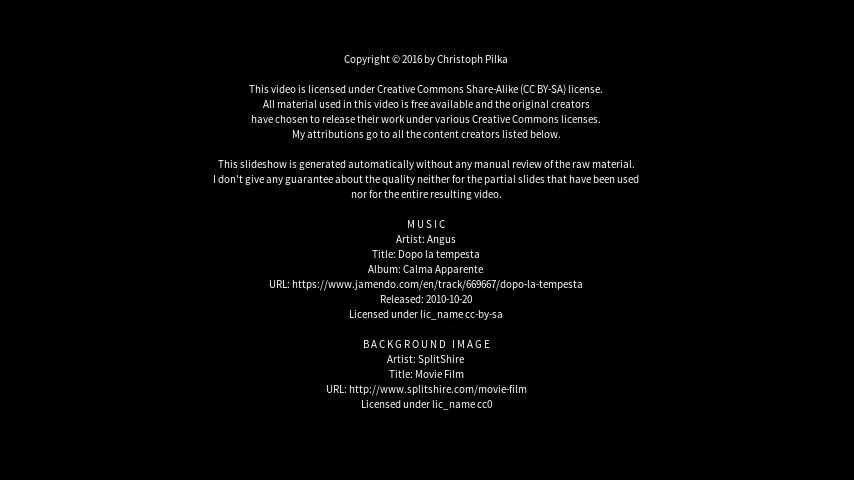 Copyright © 2016 by Christoph Pilka
This video is licensed under Creative Commons Share-Alike (CC BY-SA) license.
All material used in this video is free available and the original creators
have chosen to release their work under various Creative Commons licenses.
My attributions go to all the content creators listed below.
This slideshow is generated automatically without any manual review of the raw material.
I don't give any guarantee about the quality neither for the partial slides that have been used
nor for the entire resulting video.
M U S I C
Artist: Angus
Title: Dopo la tempesta
Album: Calma Apparente
URL: https://www.jamendo.com/en/track/669667/dopo-la-tempesta
Released: 2010-10-20
Licensed under lic_name cc-by-sa
B A C K G R O U N D  I M A G E
Artist: SplitShire
Title: Movie Film
URL: http://www.splitshire.com/movie-film
Licensed under lic_name cc0